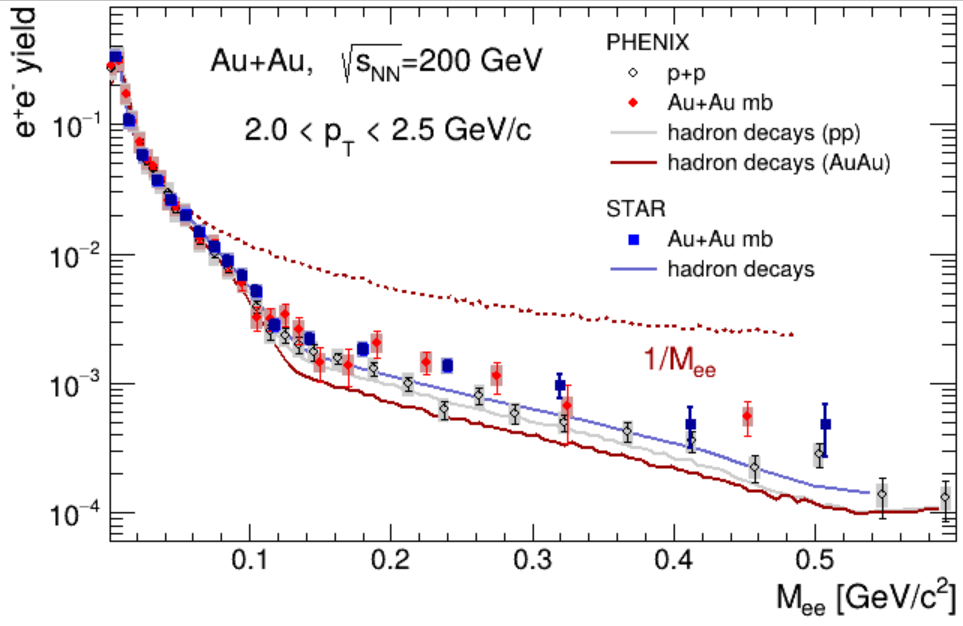 Au+Au, √s_NN=200 GeV
2.0 < p_T < 2.5 GeV/c
PHENIX
p+p
Au+Au mb
hadron decays (pp)
hadron decays (AuAu)
STAR
Au+Au mb
hadron decays
1/M_ee
e⁺e⁻ yield
10⁻¹
10⁻²
10⁻³
10⁻⁴
0.1 0.2 0.3 0.4 0.5
M_ee [GeV/c²]